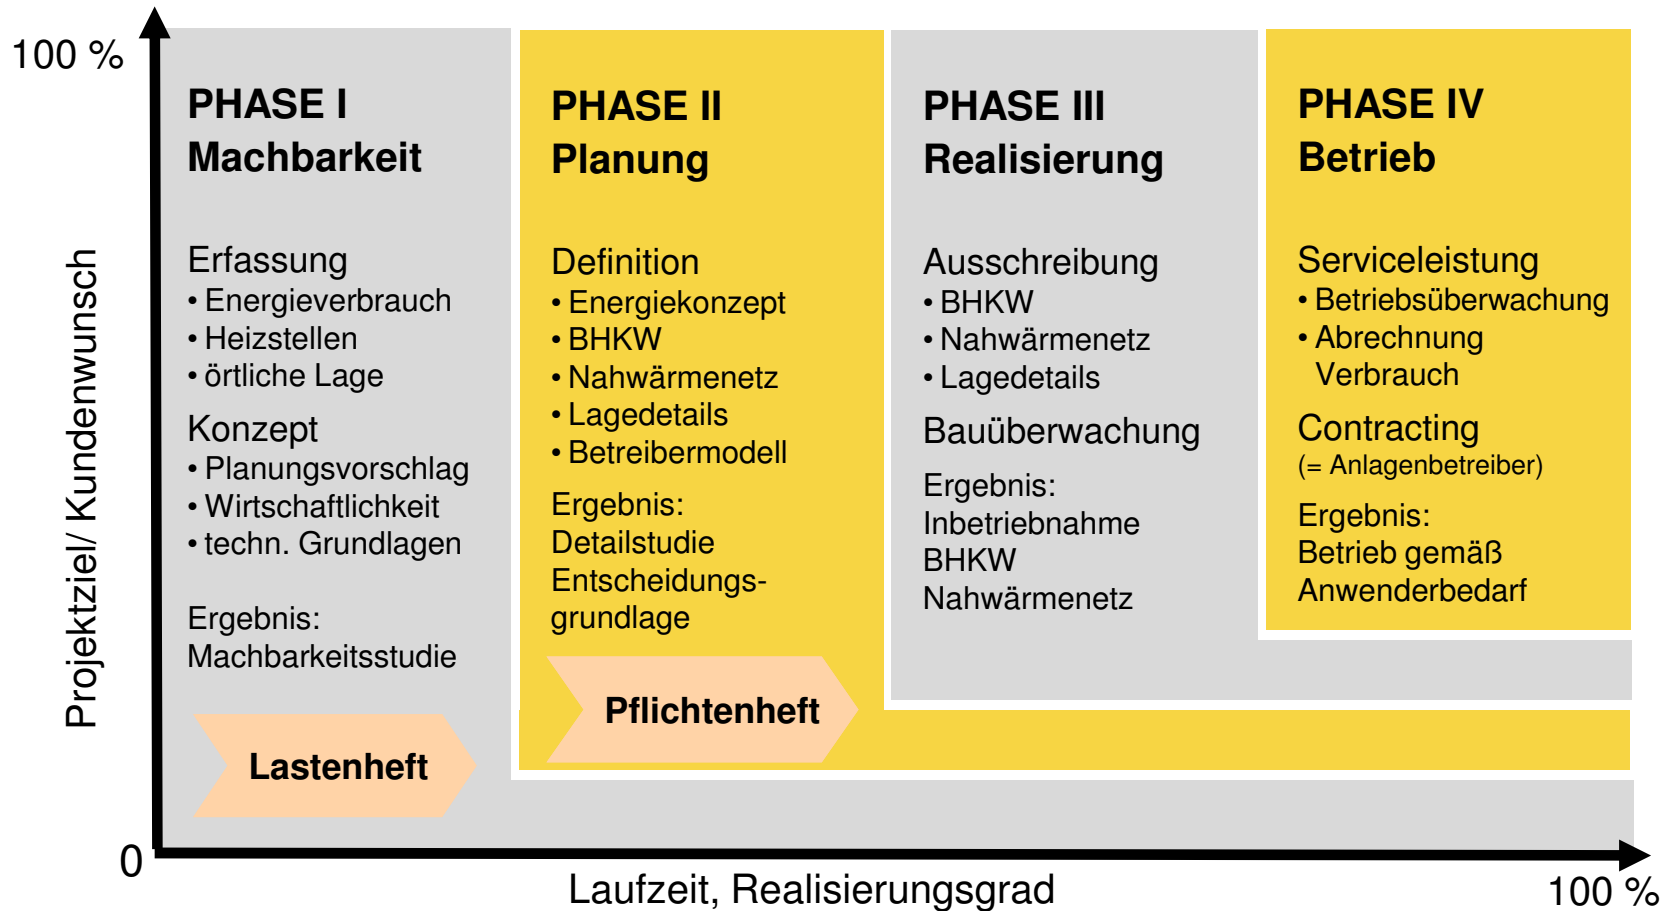 100 %
Projektziel/ Kundenwunsch
PHASE I
Machbarkeit
Erfassung
• Energieverbrauch
• Heizstellen
• örtliche Lage
Konzept
• Planungsvorschlag
• Wirtschaftlichkeit
• techn. Grundlagen
Ergebnis:
Machbarkeitsstudie
Lastenheft
PHASE II
Planung
Definition
• Energiekonzept
• BHKW
• Nahwärmenetz
• Lagedetails
• Betreibermodell
Ergebnis:
Detailstudie
Entscheidungs-
grundlage
Pflichtenheft
PHASE III
Realisierung
Ausschreibung
• BHKW
• Nahwärmenetz
• Lagedetails
Bauüberwachung
Ergebnis:
Inbetriebnahme
BHKW
Nahwärmenetz
PHASE IV
Betrieb
Serviceleistung
• Betriebsüberwachung
• Abrechnung
Verbrauch
Contracting
(= Anlagenbetreiber)
Ergebnis:
Betrieb gemäß
Anwenderbedarf
0
Laufzeit, Realisierungsgrad
100 %